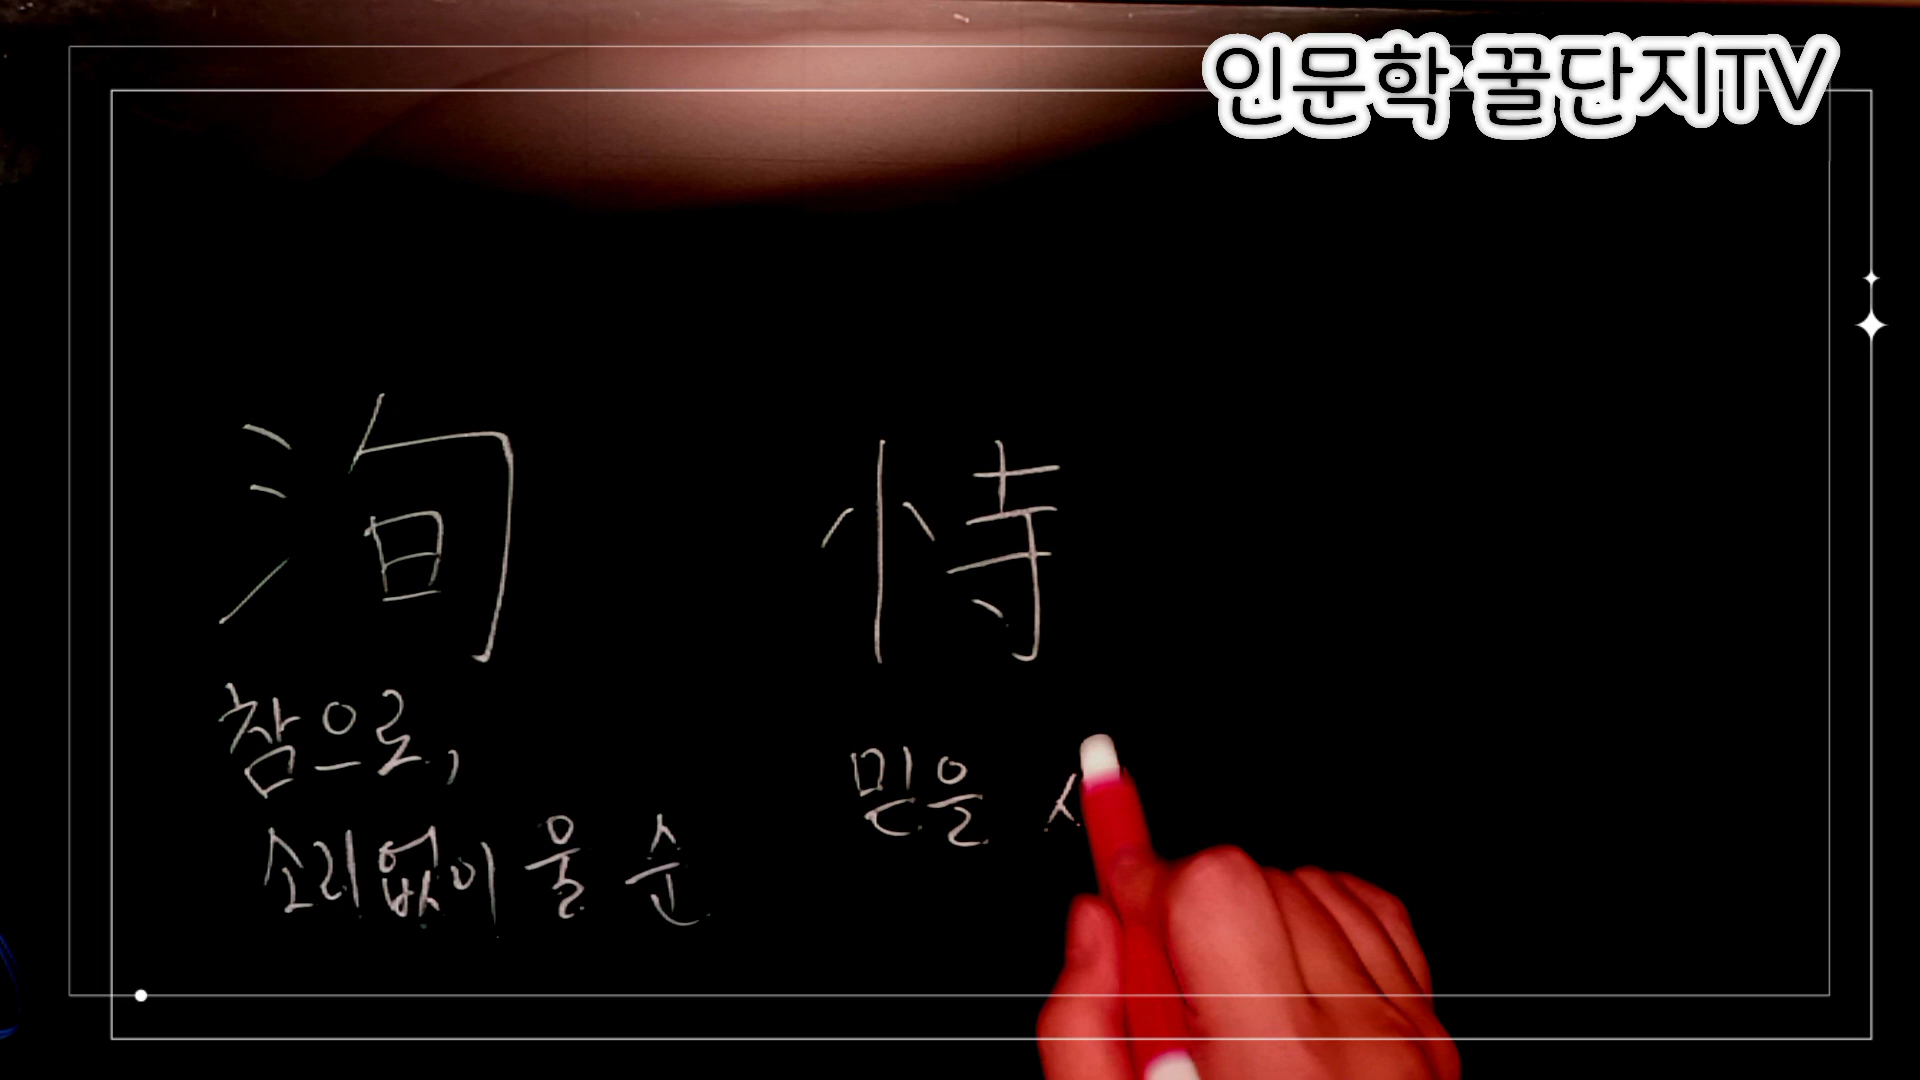 인문학 꿀단지TV
洵 恃
참으로,
소리없이 울 순
믿을 ㅅ